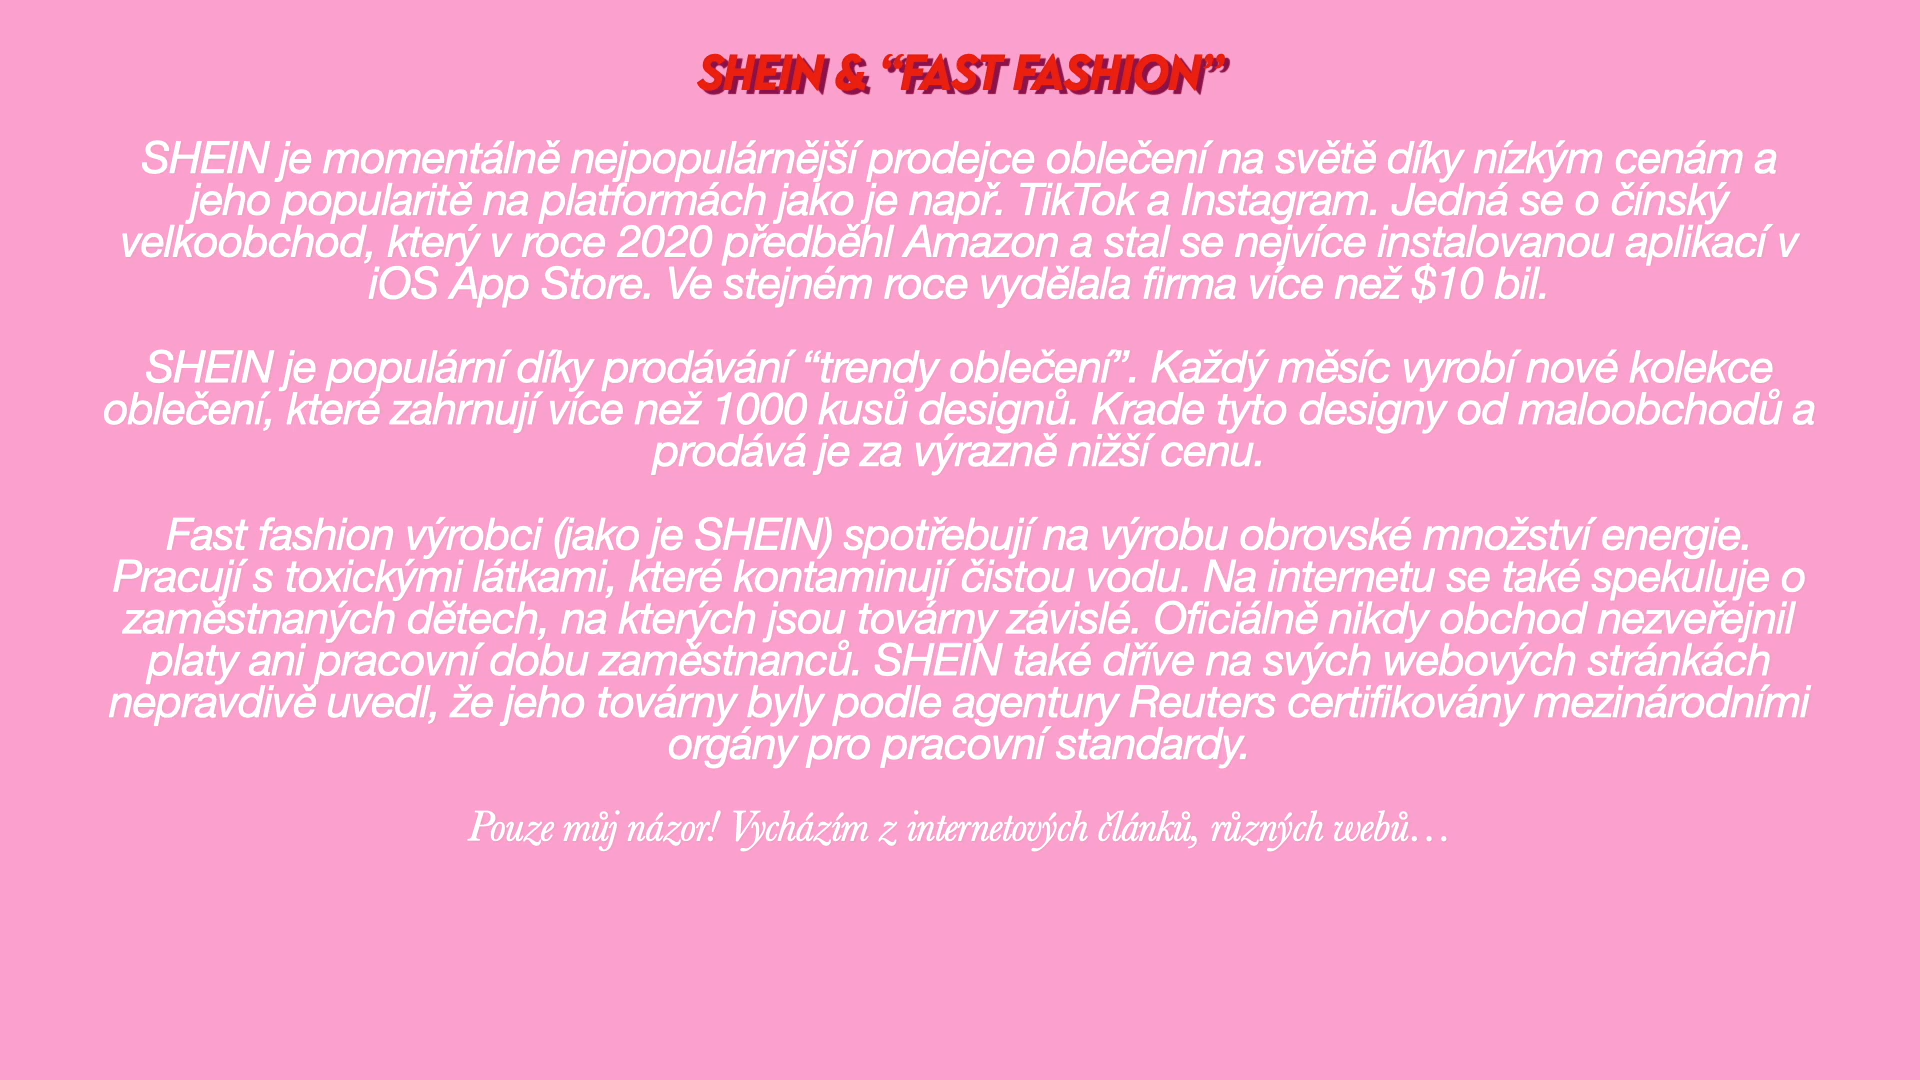 SHEIN & “FAST FASHION”
SHEIN je momentálně nejpopulárnější prodejce oblečení na světě díky nízkým cenám a
jeho popularitě na platformách jako je např. TikTok a Instagram. Jedná se o čínský
velkoobchod, který v roce 2020 předběhl Amazon a stal se nejvíce instalovanou aplikací v
iOS App Store. Ve stejném roce vydělala firma více než $10 bil.
SHEIN je populární díky prodávání “trendy oblečení”. Každý měsíc vyrobí nové kolekce
oblečení, které zahrnují více než 1000 kusů designů. Krade tyto designy od maloobchodů a
prodává je za výrazně nižší cenu.
Fast fashion výrobci (jako je SHEIN) spotřebují na výrobu obrovské množství energie.
Pracují s toxickými látkami, které kontaminují čistou vodu. Na internetu se také spekuluje o
zaměstnaných dětech, na kterých jsou továrny závislé. Oficiálně nikdy obchod nezveřejnil
platy ani pracovní dobu zaměstnanců. SHEIN také dříve na svých webových stránkách
nepravdivě uvedl, že jeho továrny byly podle agentury Reuters certifikovány mezinárodními
orgány pro pracovní standardy.
Pouze můj názor! Vycházím z internetových článků, různých webů…